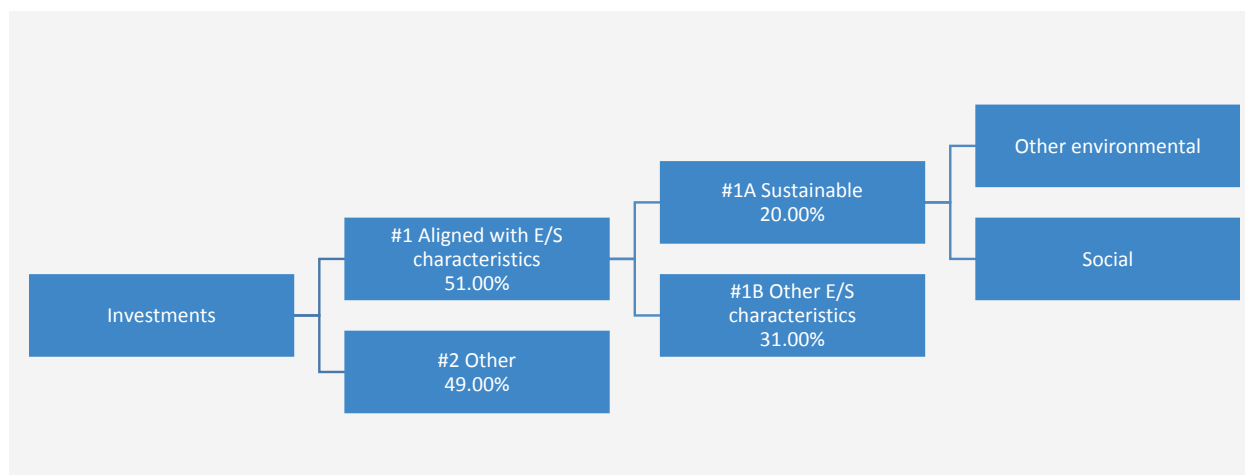 Investments
#1 Aligned with E/S
characteristics
51.00%
#2 Other
49.00%
#1A Sustainable
20.00%
#1B Other E/S
characteristics
31.00%
Other environmental
Social